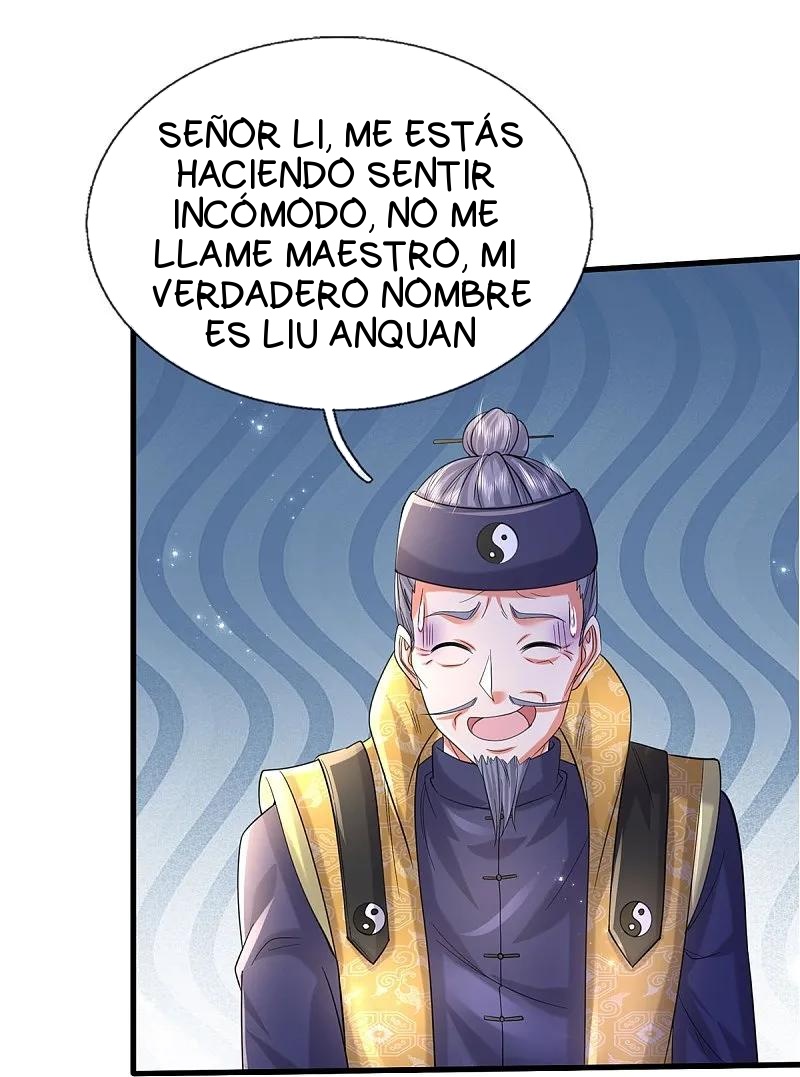 SEÑOR LI, ME ESTÁS
HACIENDO SENTIR
INCÓMODO, NO ME
LLAME MAESTRO, MI
VERDADERO NOMBRE
ES LIU ANQUAN